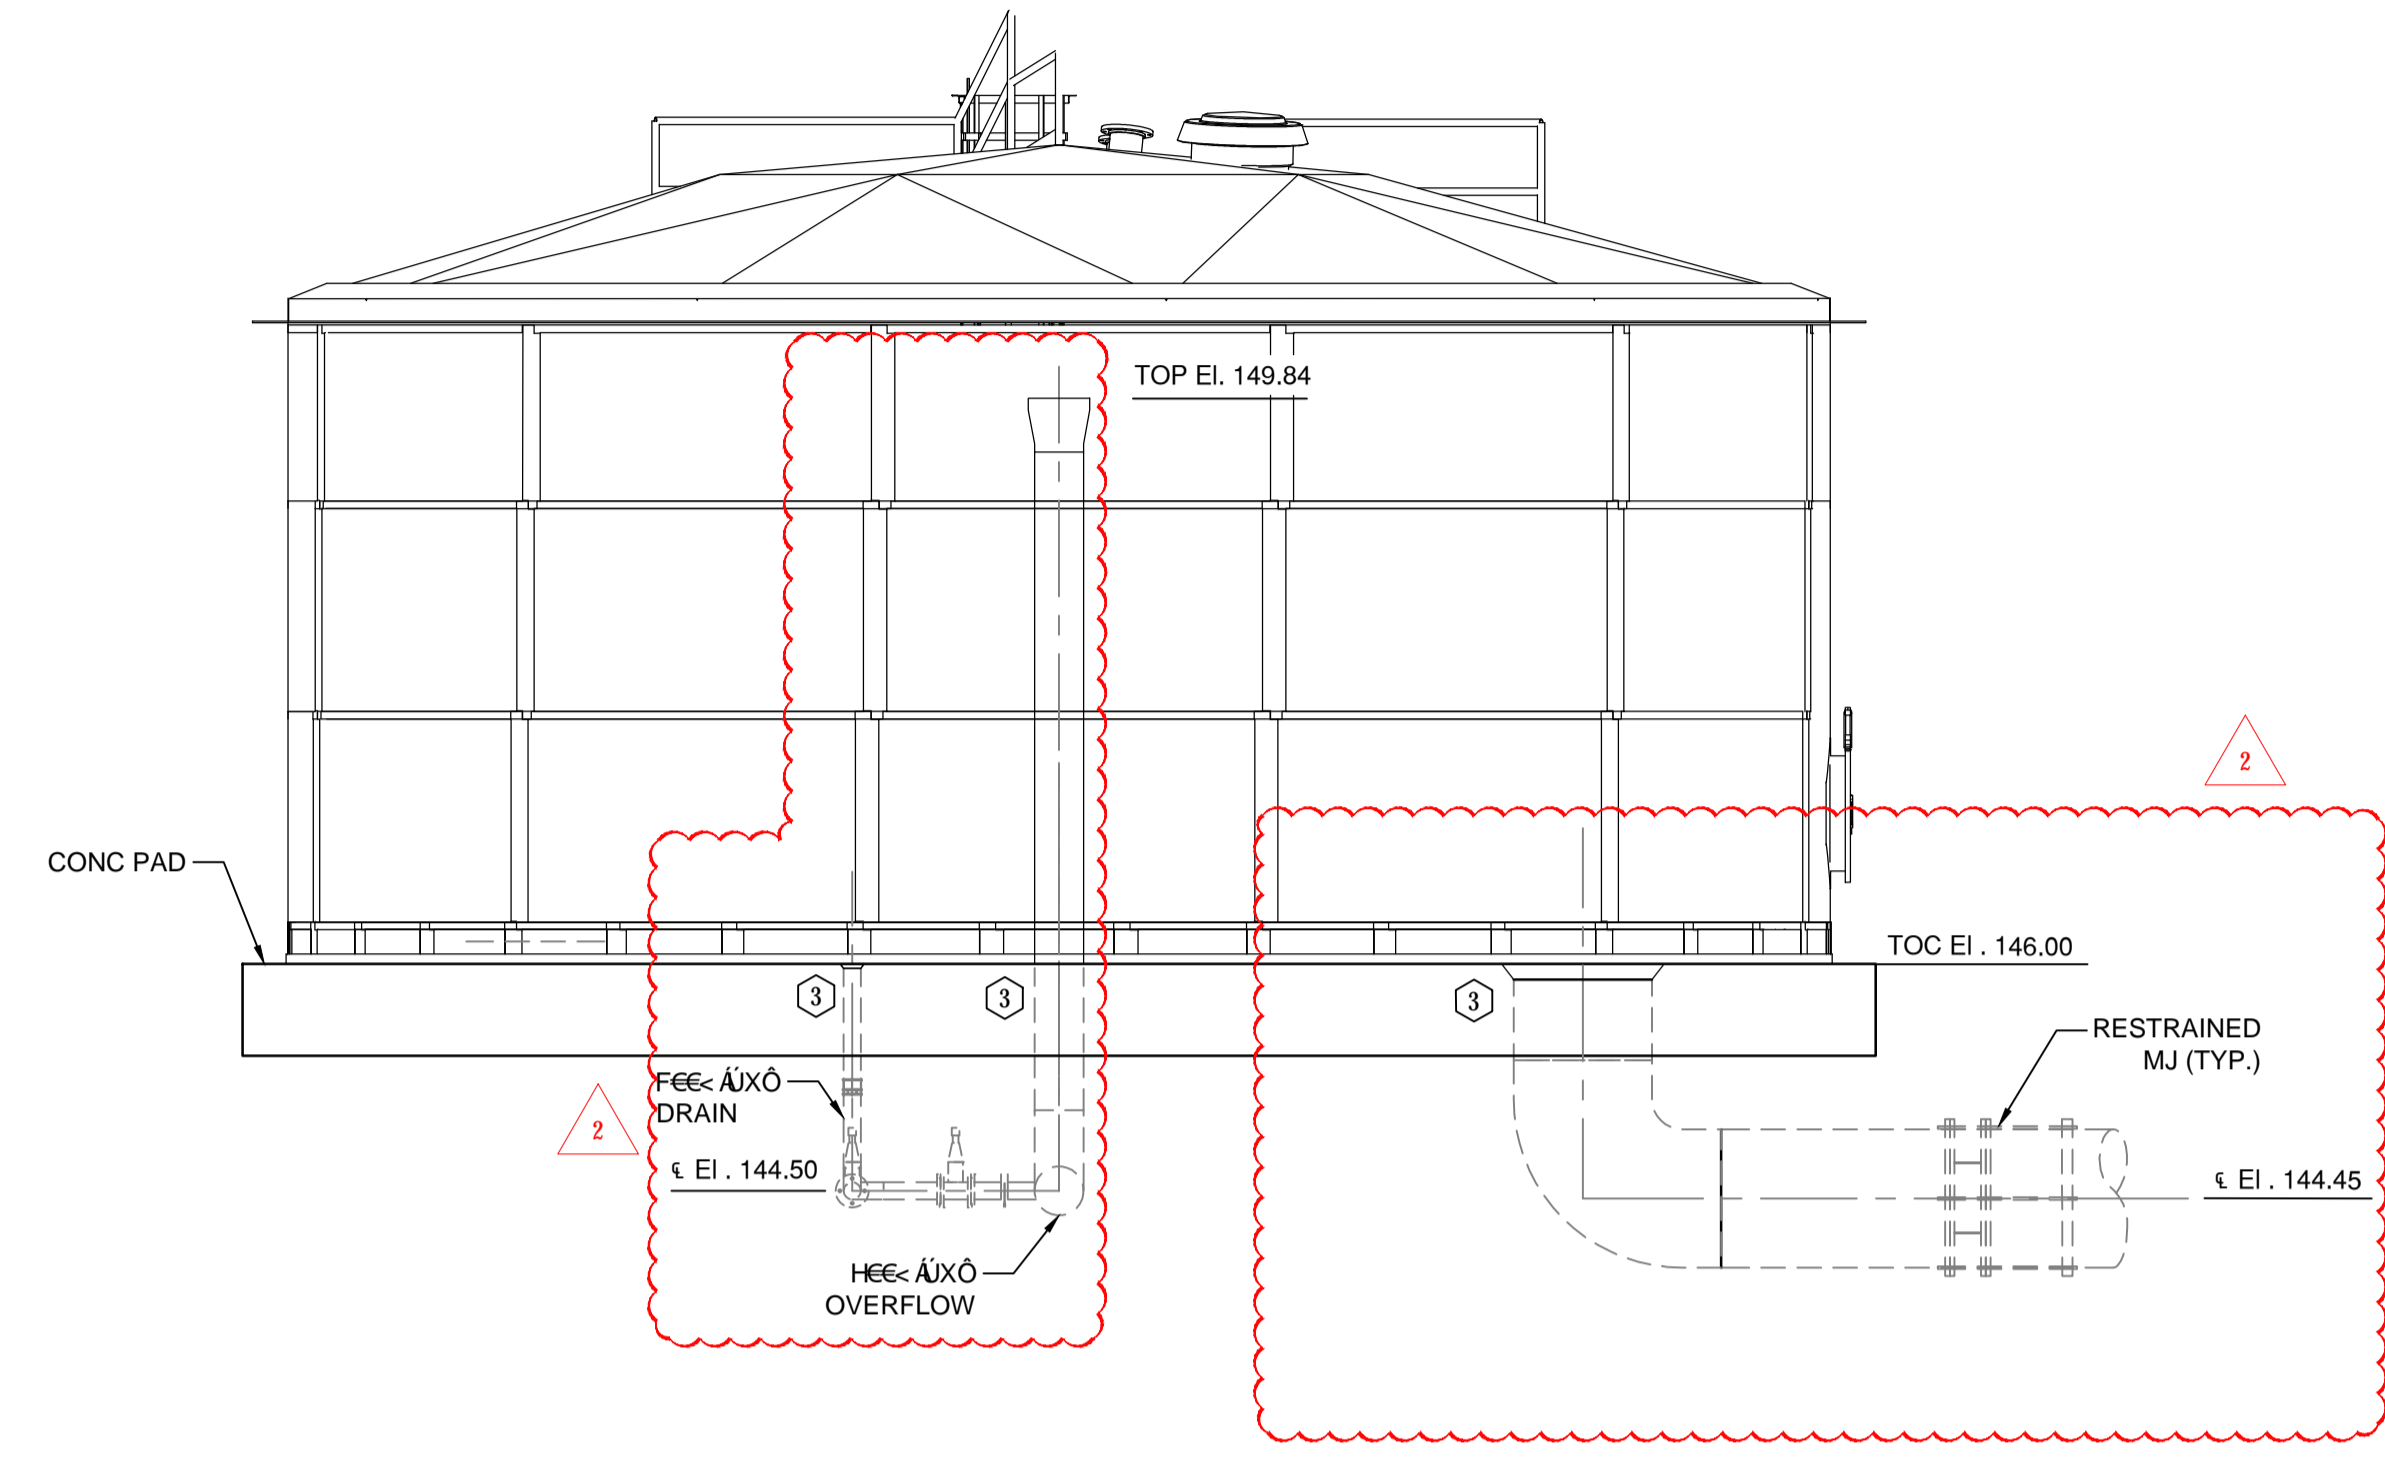 TOP El. 149.84
2
CONC PAD
TOC El . 146.00
3
3
3
RESTRAINED
MJ (TYP.)
DRAIN
2
℄ El . 144.50
℄ El . 144.45
OVERFLOW